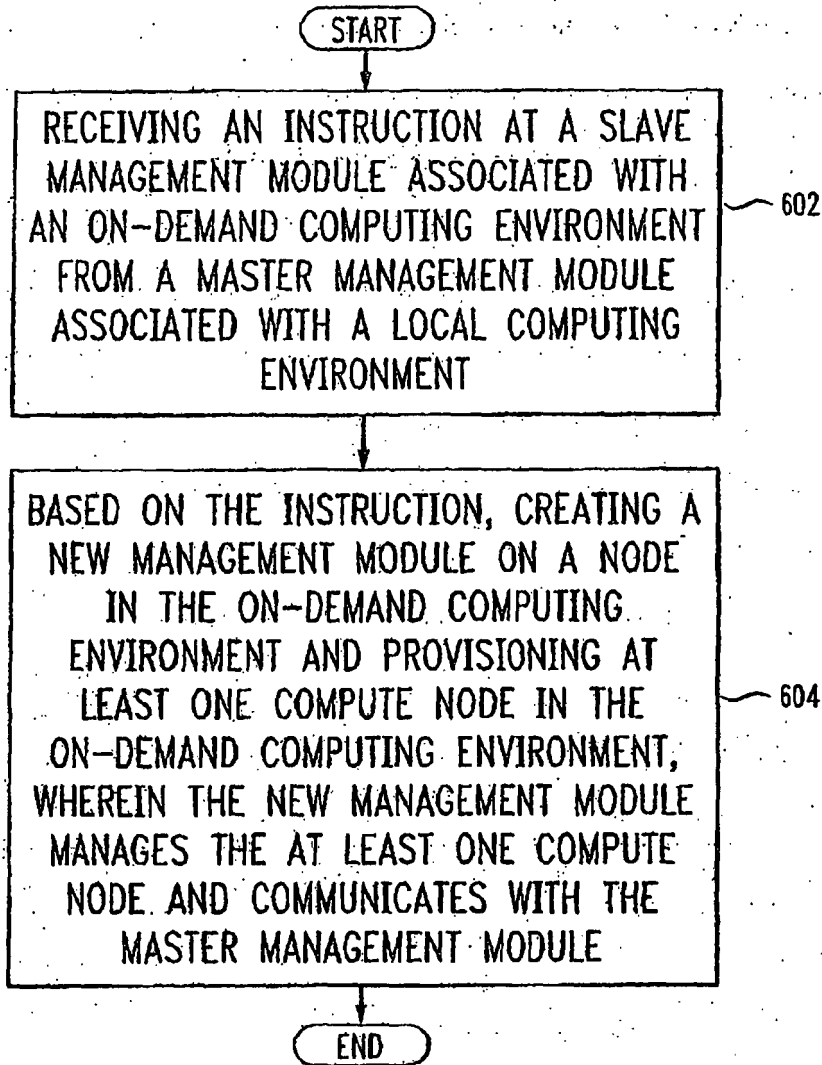 START
RECEIVING AN INSTRUCTION AT A SLAVE
MANAGEMENT MODULE ASSOCIATED WITH
AN ON-DEMAND COMPUTING ENVIRONMENT
FROM A MASTER MANAGEMENT MODULE
ASSOCIATED WITH A LOCAL COMPUTING
ENVIRONMENT
602
BASED ON THE INSTRUCTION, CREATING A
NEW MANAGEMENT MODULE ON A NODE
IN THE ON-DEMAND COMPUTING
ENVIRONMENT AND PROVISIONING AT
LEAST ONE COMPUTE NODE IN THE
ON-DEMAND COMPUTING ENVIRONMENT,
WHEREIN THE NEW MANAGEMENT MODULE
MANAGES THE AT LEAST ONE COMPUTE
NODE AND COMMUNICATES WITH THE
MASTER MANAGEMENT MODULE
604
END